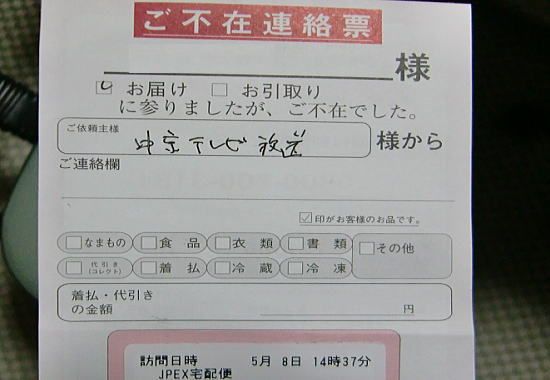 ご不在連絡票
様
お届け お引取り
に参りましたが、ご不在でした。
ご依頼主様 中京テレビ放送 様から
ご連絡欄
印がお客様のお品です。
なまもの 食品 衣類 書類 その他
代引き(コレクト) 着払 冷蔵 冷凍
着払・代引き
の金額 円
訪問日時 5月 8日 14時37分
JPEX宅配便